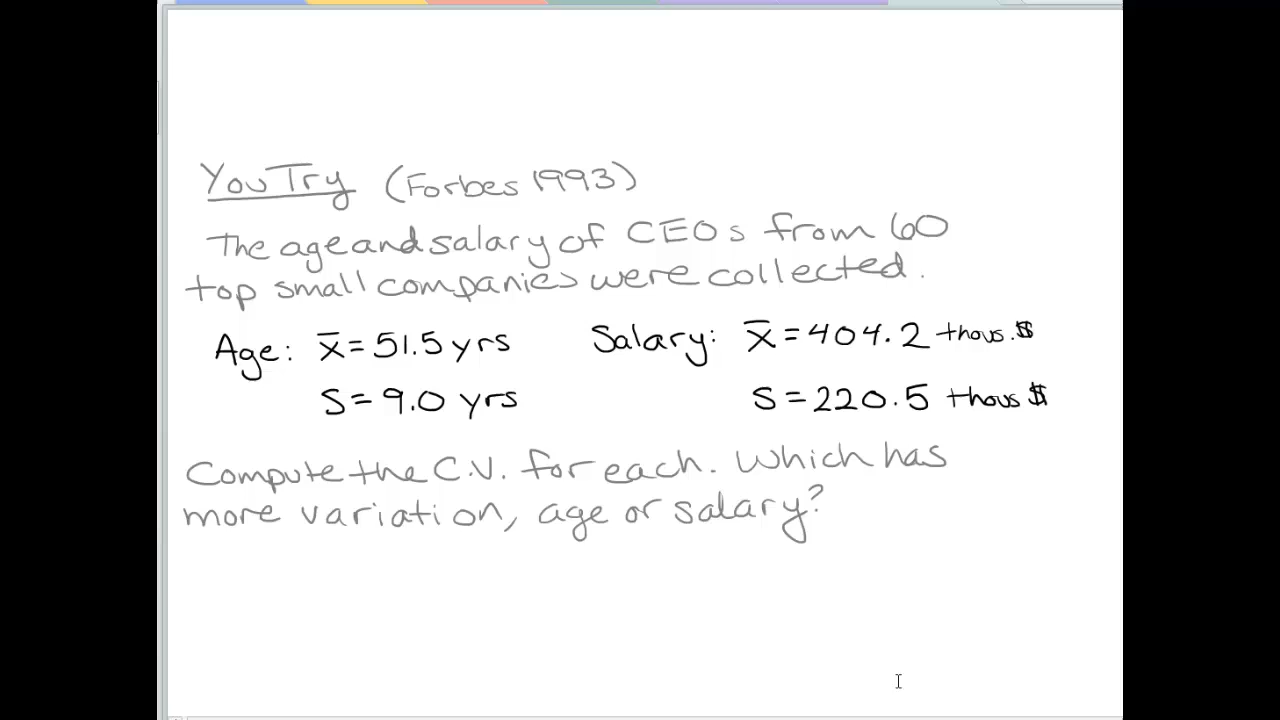 You Try (Forbes 1993)
The age and salary of CEOs from 60
top small companies were collected.
Age: x̄ = 51.5 yrs Salary: x̄ = 404.2 thous. $
S = 9.0 yrs S = 220.5 thous $
Compute the C.V. for each. Which has
more variation, age or salary?